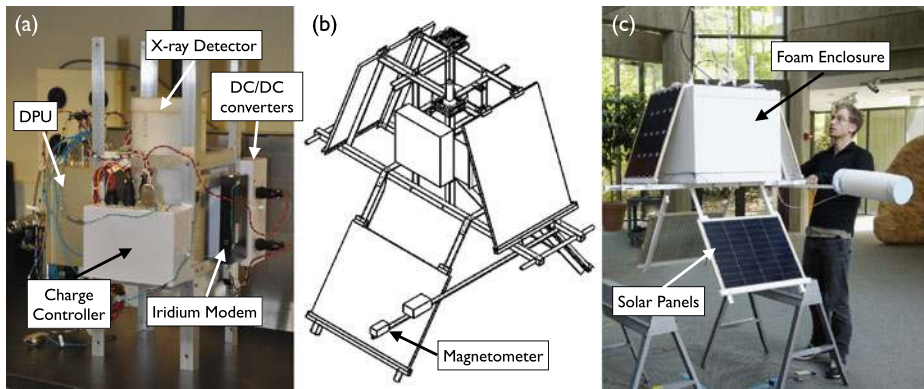 (a)
X-ray Detector
DC/DC
converters
DPU
Charge
Controller
Iridium Modem
(b)
Magnetometer
(c)
Foam Enclosure
Solar Panels